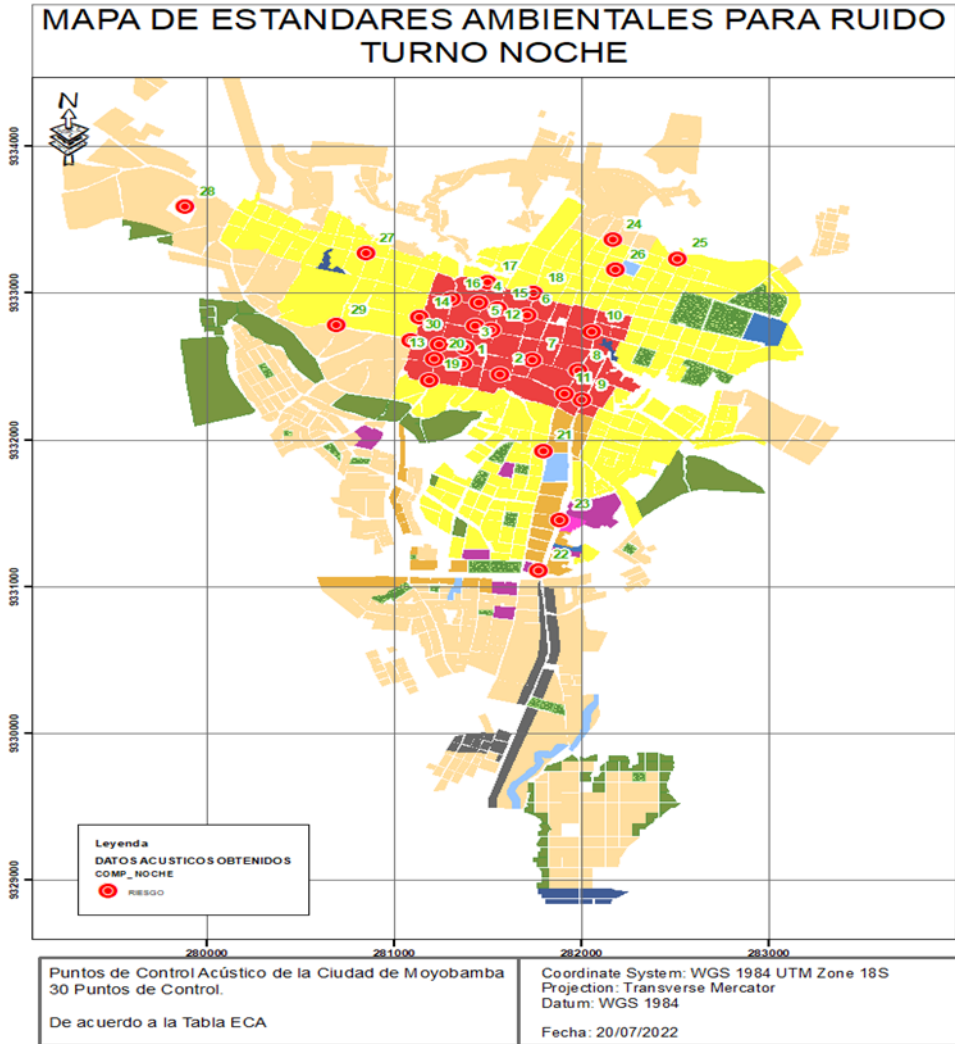 MAPA DE ESTANDARES AMBIENTALES PARA RUIDO
TURNO NOCHE
N
9334000
9333000
9332000
9331000
9330000
9329000
28
27
24
25
26
17
16
4
18
15
14
6
5
12
29
30
3
10
13
20
1
7
2
8
19
11
9
21
23
22
Leyenda
DATOS ACUSTICOS OBTENIDOS
COMP_NOCHE
RIESGO
280000
281000
282000
283000
Puntos de Control Acústico de la Ciudad de Moyobamba
30 Puntos de Control.
De acuerdo a la Tabla ECA
Coordinate System: WGS 1984 UTM Zone 18S
Projection: Transverse Mercator
Datum: WGS 1984
Fecha: 20/07/2022